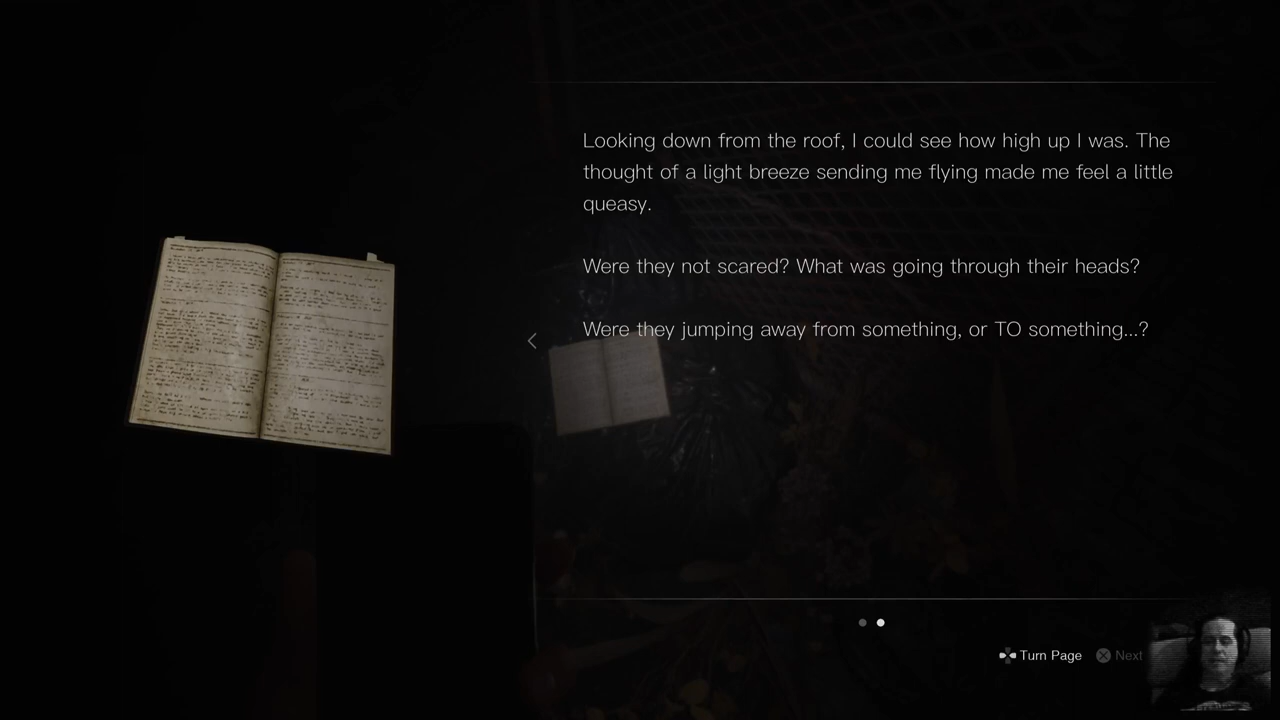 Looking down from the roof, I could see how high up I was. The
thought of a light breeze sending me flying made me feel a little
queasy.
Were they not scared? What was going through their heads?
Were they jumping away from something, or TO something...?
Turn Page
Next